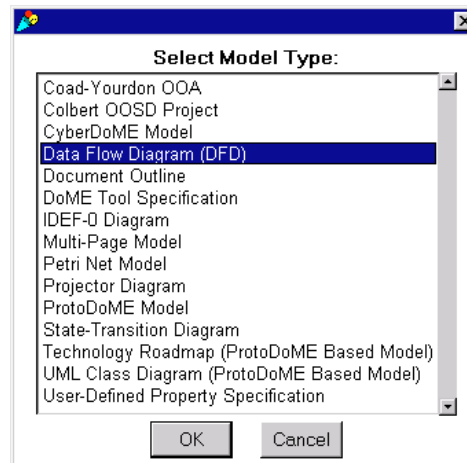 Select Model Type:
Coad-Yourdon OOA
Colbert OOSD Project
CyberDoME Model
Data Flow Diagram (DFD)
Document Outline
DoME Tool Specification
IDEF-0 Diagram
Multi-Page Model
Petri Net Model
Projector Diagram
ProtoDoME Model
State-Transition Diagram
Technology Roadmap (ProtoDoME Based Model)
UML Class Diagram (ProtoDoME Based Model)
User-Defined Property Specification
OK Cancel